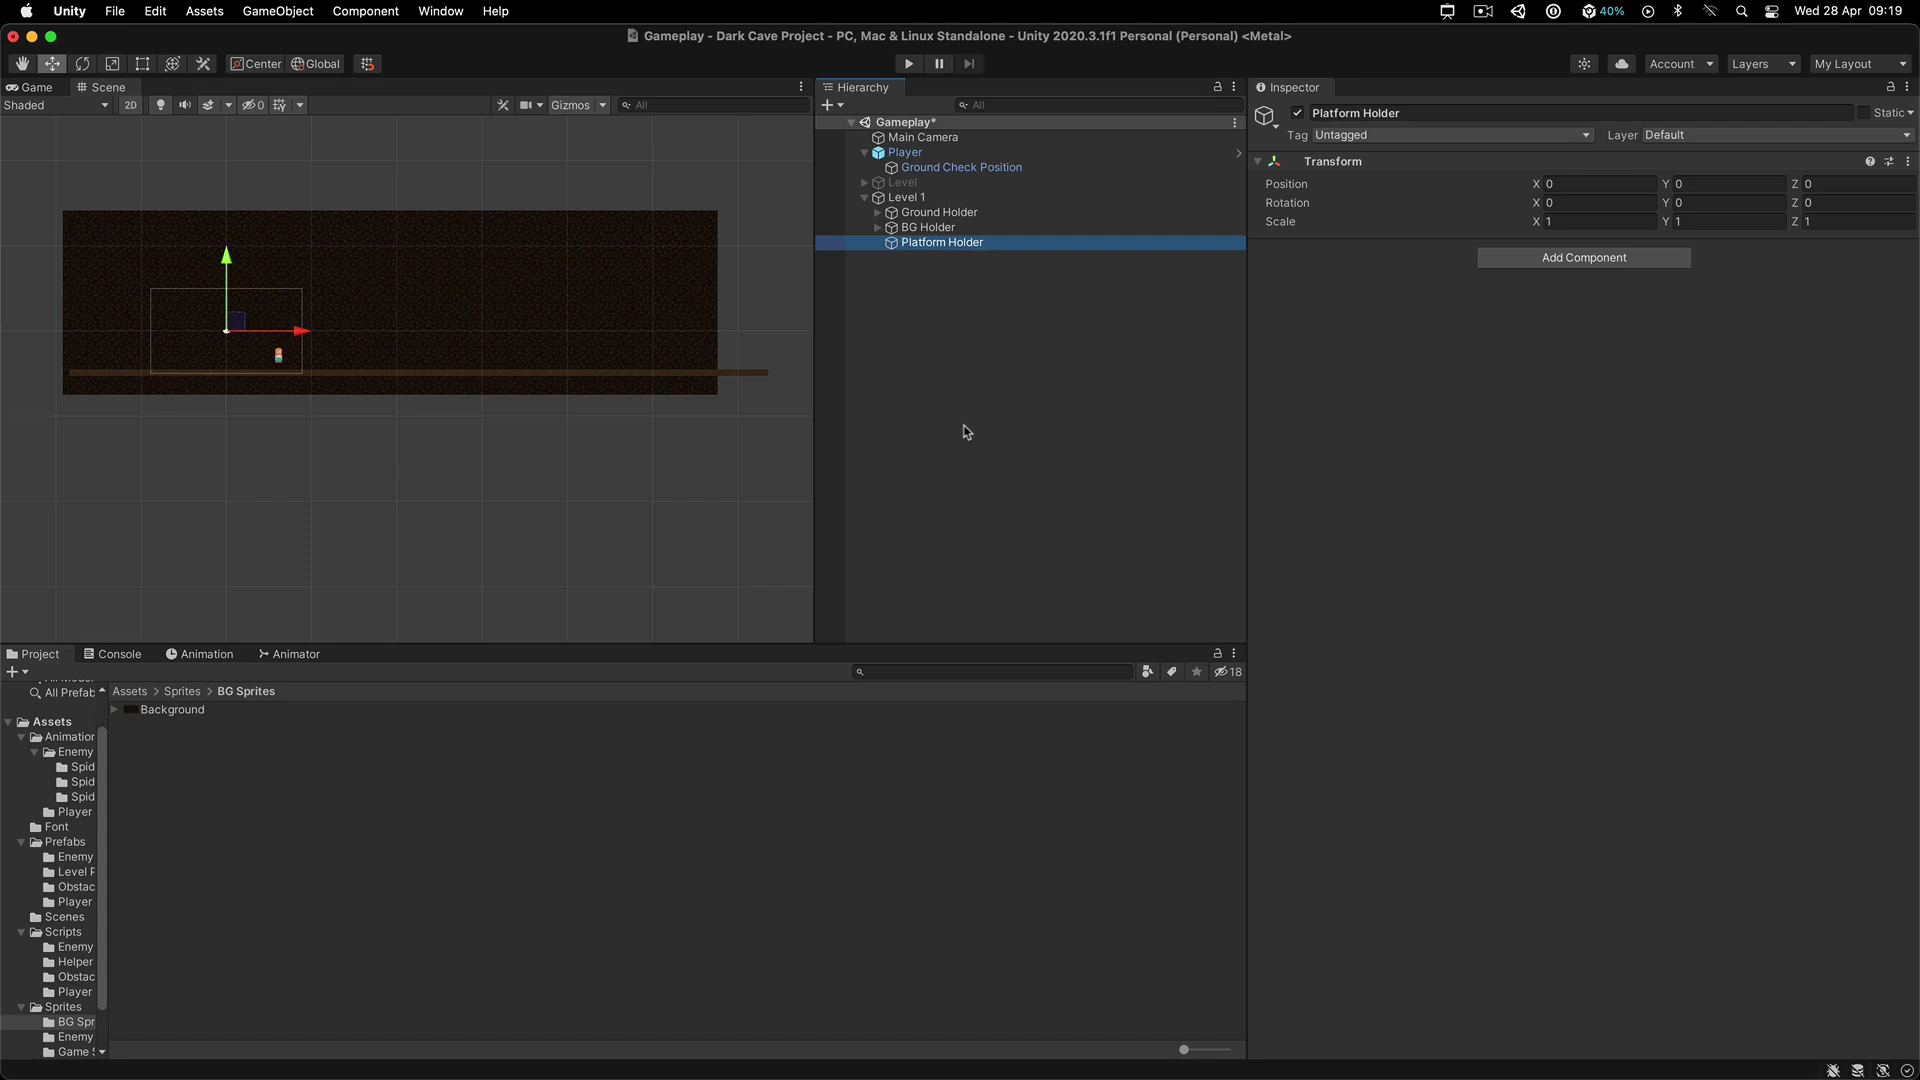 Unity File Edit Assets GameObject Component Window Help
40% Wed 28 Apr 09:19
Gameplay - Dark Cave Project - PC, Mac & Linux Standalone - Unity 2020.3.1f1 Personal (Personal) <Metal>
Center Global
Account Layers My Layout
Game Scene
Shaded 2D 0 Gizmos All
Hierarchy
All
Gameplay*
Main Camera
Player
Ground Check Position
Level
Level 1
Ground Holder
BG Holder
Platform Holder
Inspector
Platform Holder Static
Tag Untagged Layer Default
Transform
Position X 0 Y 0 Z 0
Rotation X 0 Y 0 Z 0
Scale X 1 Y 1 Z 1
Add Component
Project Console Animation Animator
18
All Prefab
Assets
Animation
Enemy
Spid
Spid
Spid
Player
Font
Prefabs
Enemy
Level P
Obstac
Player
Scenes
Scripts
Enemy
Helper
Obstac
Player
Sprites
BG Spr
Enemy
Game S
Assets > Sprites > BG Sprites
Background